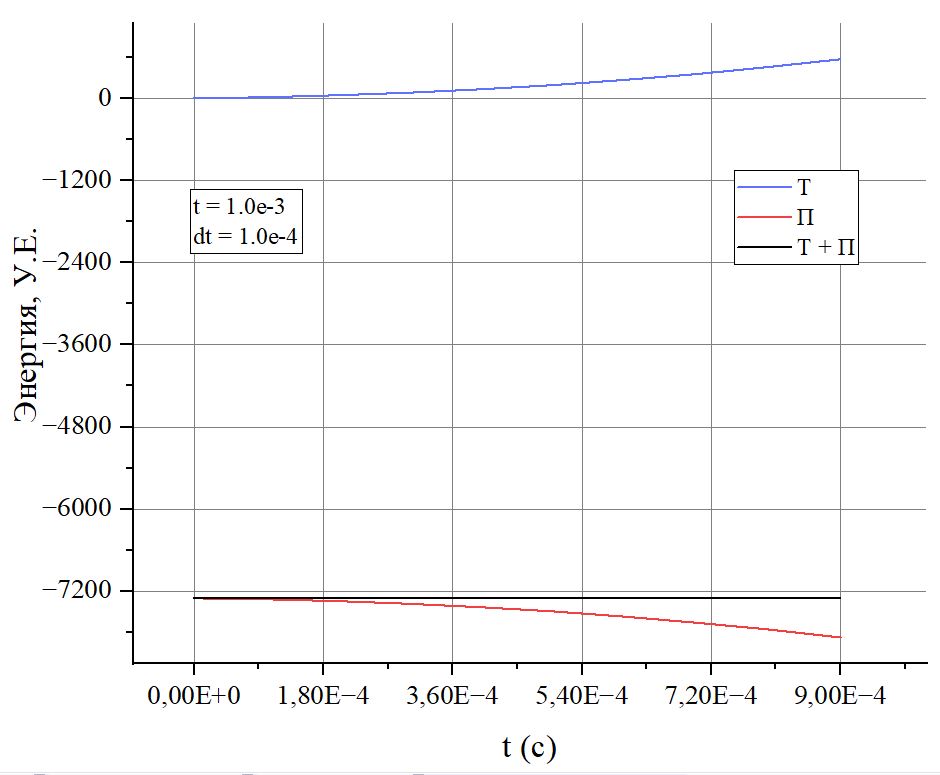 0
−1200
−2400
−3600
−4800
−6000
−7200
Энергия, У.Е.
t = 1.0e-3
dt = 1.0e-4
T
П
T + П
0,00E+0 1,80E−4 3,60E−4 5,40E−4 7,20E−4 9,00E−4
t (c)